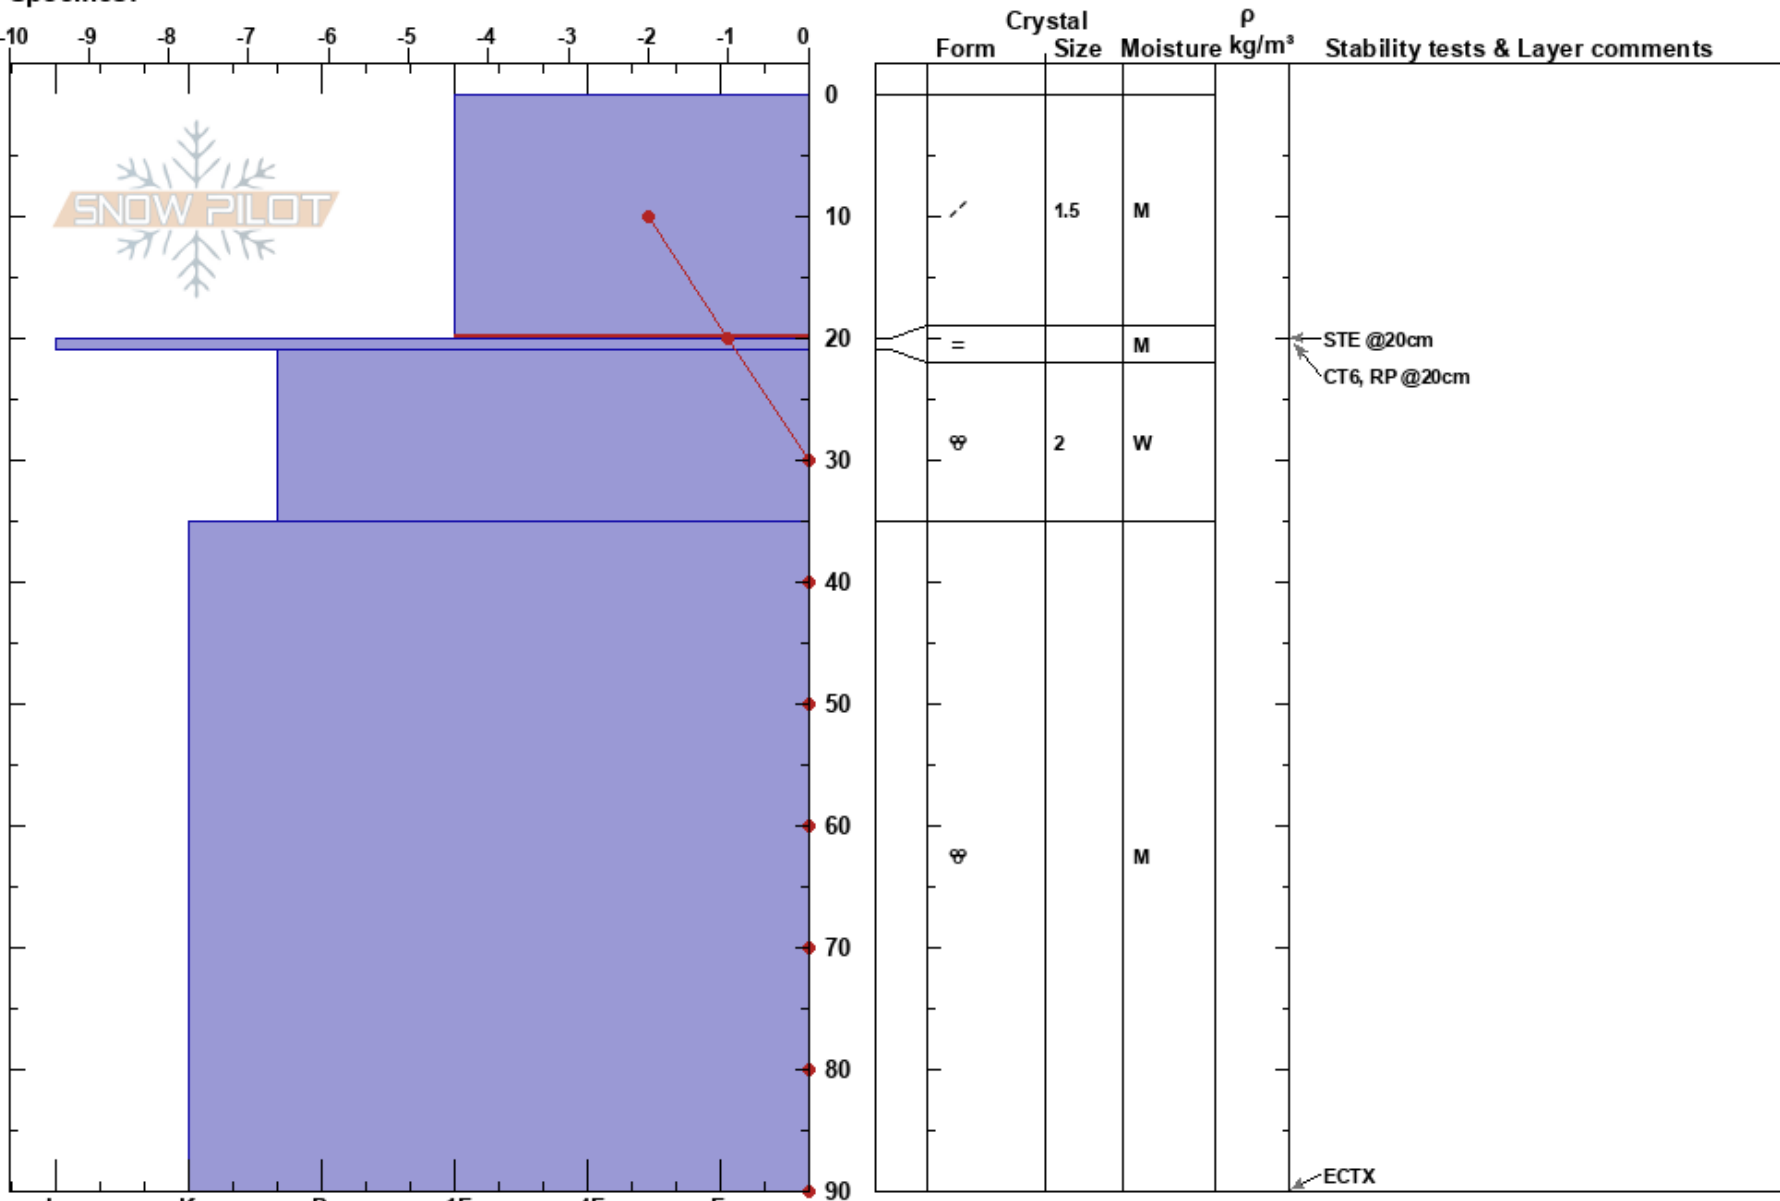 Crystal ρ
-10 -9 -8 -7 -6 -5 -4 -3 -2 -1 0
Form Size Moisture kg/m³ Stability tests & Layer comments
0
SNOW PILOT
10
1.5 M
20
= M
STE @20cm
CT6, RP @20cm
2 W
30
40
50
60
M
70
80
ECTX
90